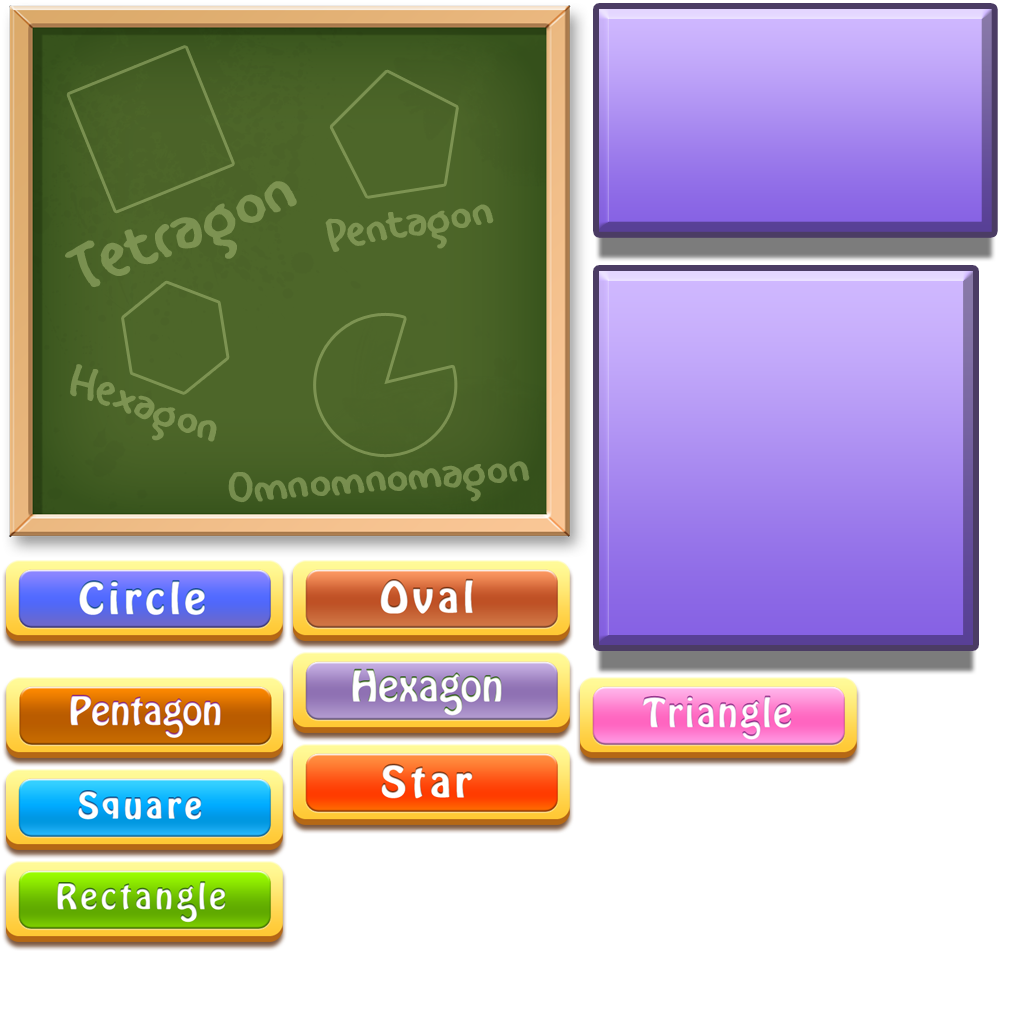 Tetragon
Pentagon
Hexagon
Omnomnomagon
Circle
Oval
Pentagon
Hexagon
Triangle
Square
Star
Rectangle